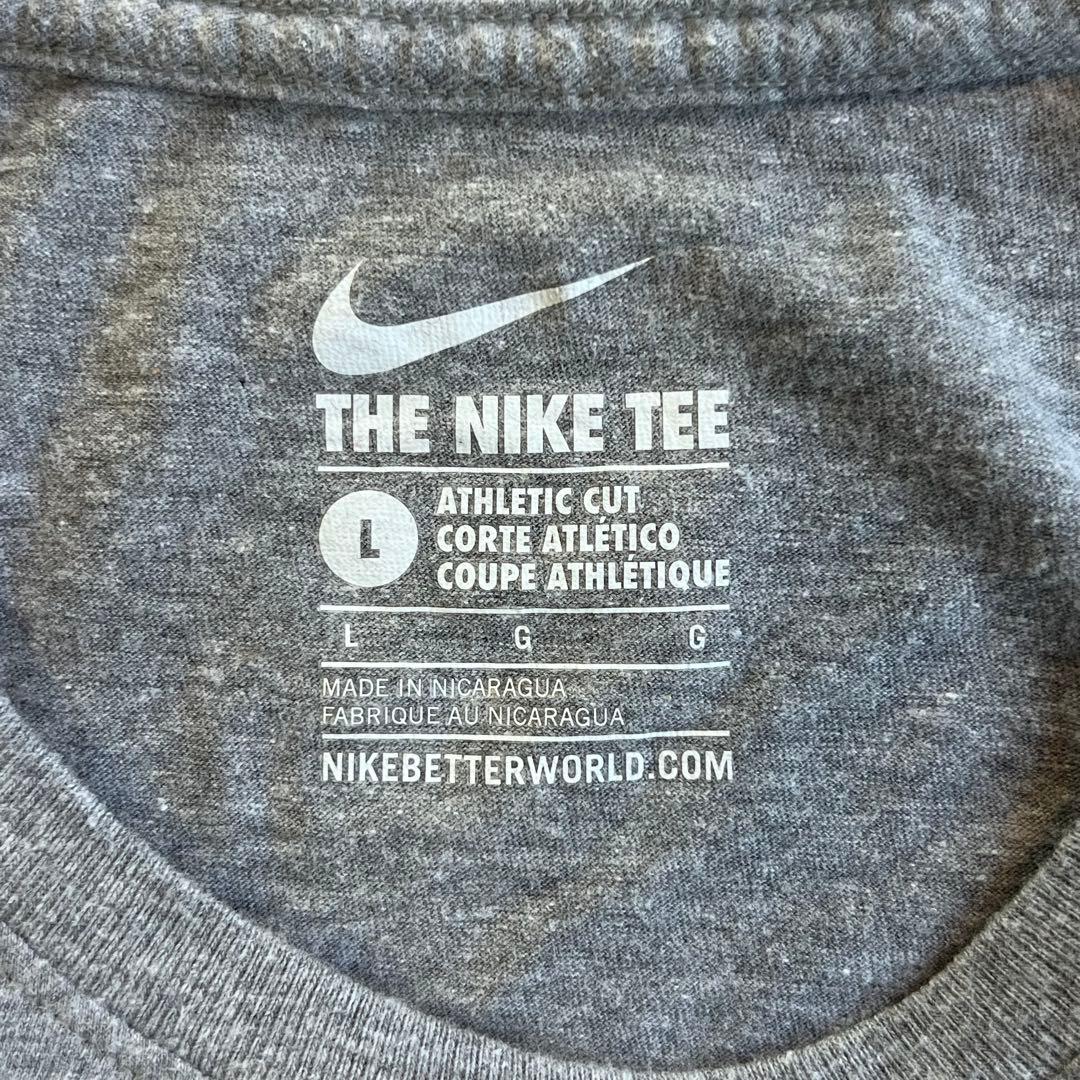 THE NIKE TEE
L
ATHLETIC CUT
CORTE ATLÉTICO
COUPE ATHLÉTIQUE
L G G
MADE IN NICARAGUA
FABRIQUE AU NICARAGUA
NIKEBETTERWORLD.COM